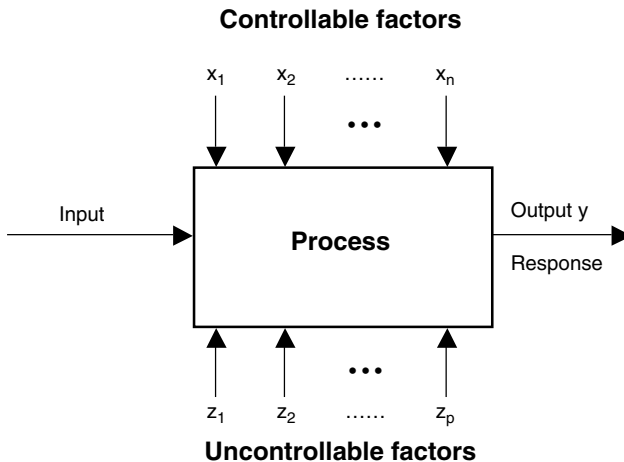 Controllable factors
x₁ x₂ ...... xₙ
•••
Input
Process
Output y
Response
•••
z₁ z₂ ...... zₚ
Uncontrollable factors